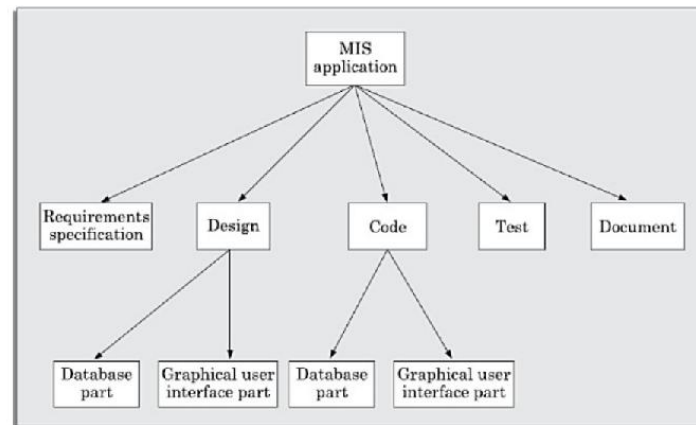 MIS
application
Requirements
specification
Design
Code
Test
Document
Database
part
Graphical user
interface part
Database
part
Graphical user
interface part